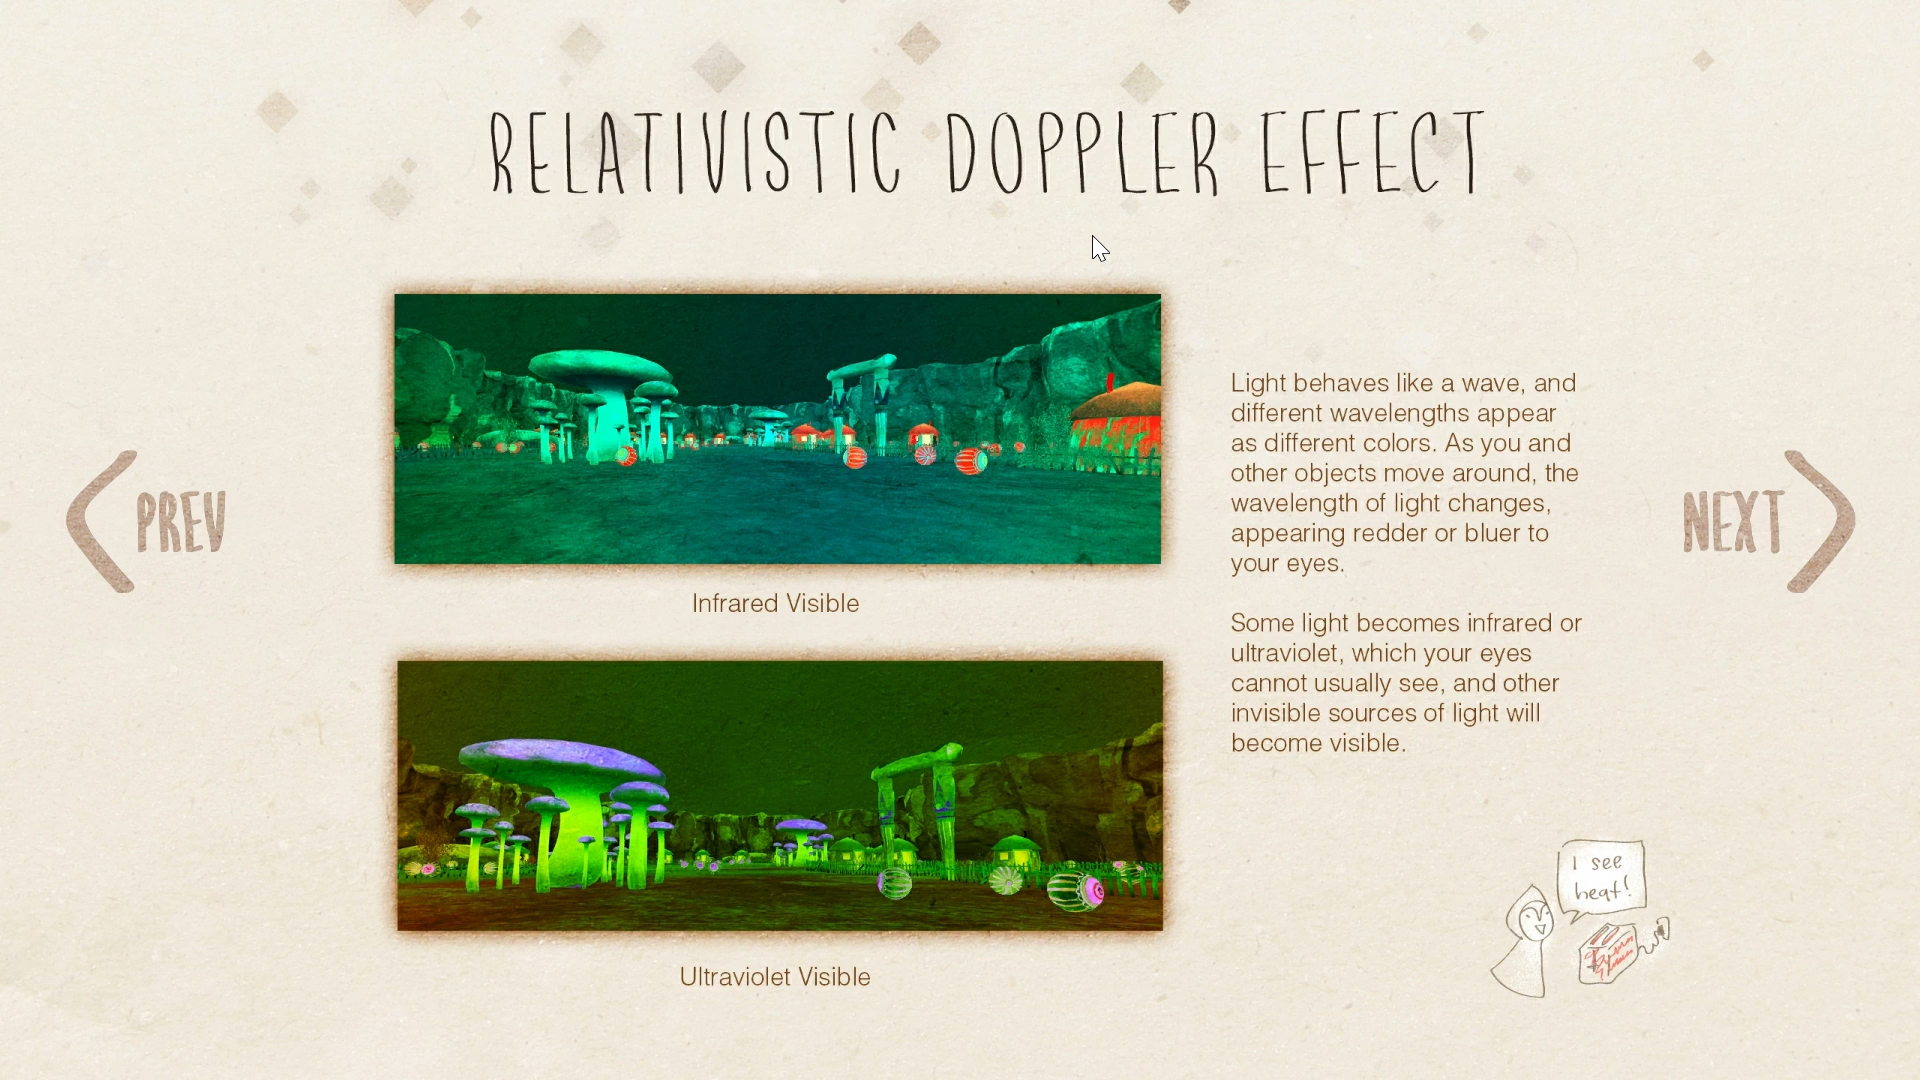 RELATIVISTIC DOPPLER EFFECT
PREV
Infrared Visible
Ultraviolet Visible
Light behaves like a wave, and
different wavelengths appear
as different colors. As you and
other objects move around, the
wavelength of light changes,
appearing redder or bluer to
your eyes.
Some light becomes infrared or
ultraviolet, which your eyes
cannot usually see, and other
invisible sources of light will
become visible.
NEXT
I see
heat!